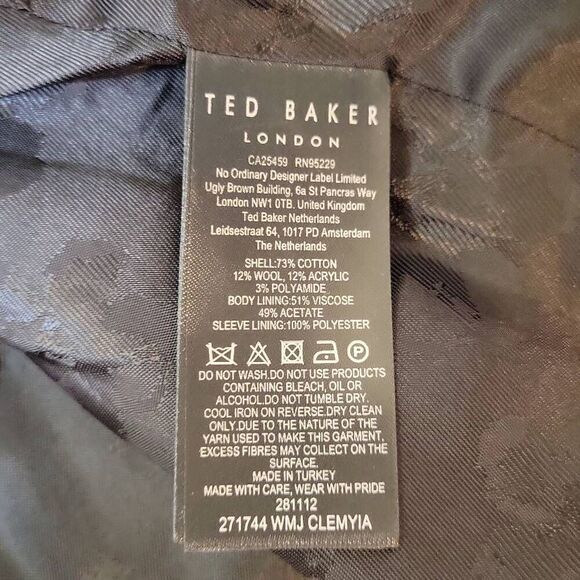 TED BAKER
LONDON
CA25459 RN95229
No Ordinary Designer Label Limited
Ugly Brown Building, 6a St Pancras Way
London NW1 0TB. United Kingdom
Ted Baker Netherlands
Leidsestraat 64, 1017 PD Amsterdam
The Netherlands
SHELL:73% COTTON
12% WOOL, 12% ACRYLIC
3% POLYAMIDE
BODY LINING:51% VISCOSE
49% ACETATE
SLEEVE LINING:100% POLYESTER
P
DO NOT WASH.DO NOT USE PRODUCTS
CONTAINING BLEACH, OIL OR
ALCOHOL.DO NOT TUMBLE DRY.
COOL IRON ON REVERSE.DRY CLEAN
ONLY.DUE TO THE NATURE OF THE
YARN USED TO MAKE THIS GARMENT,
EXCESS FIBRES MAY COLLECT ON THE
SURFACE.
MADE IN TURKEY
MADE WITH CARE, WEAR WITH PRIDE
281112
271744 WMJ CLEMYIA